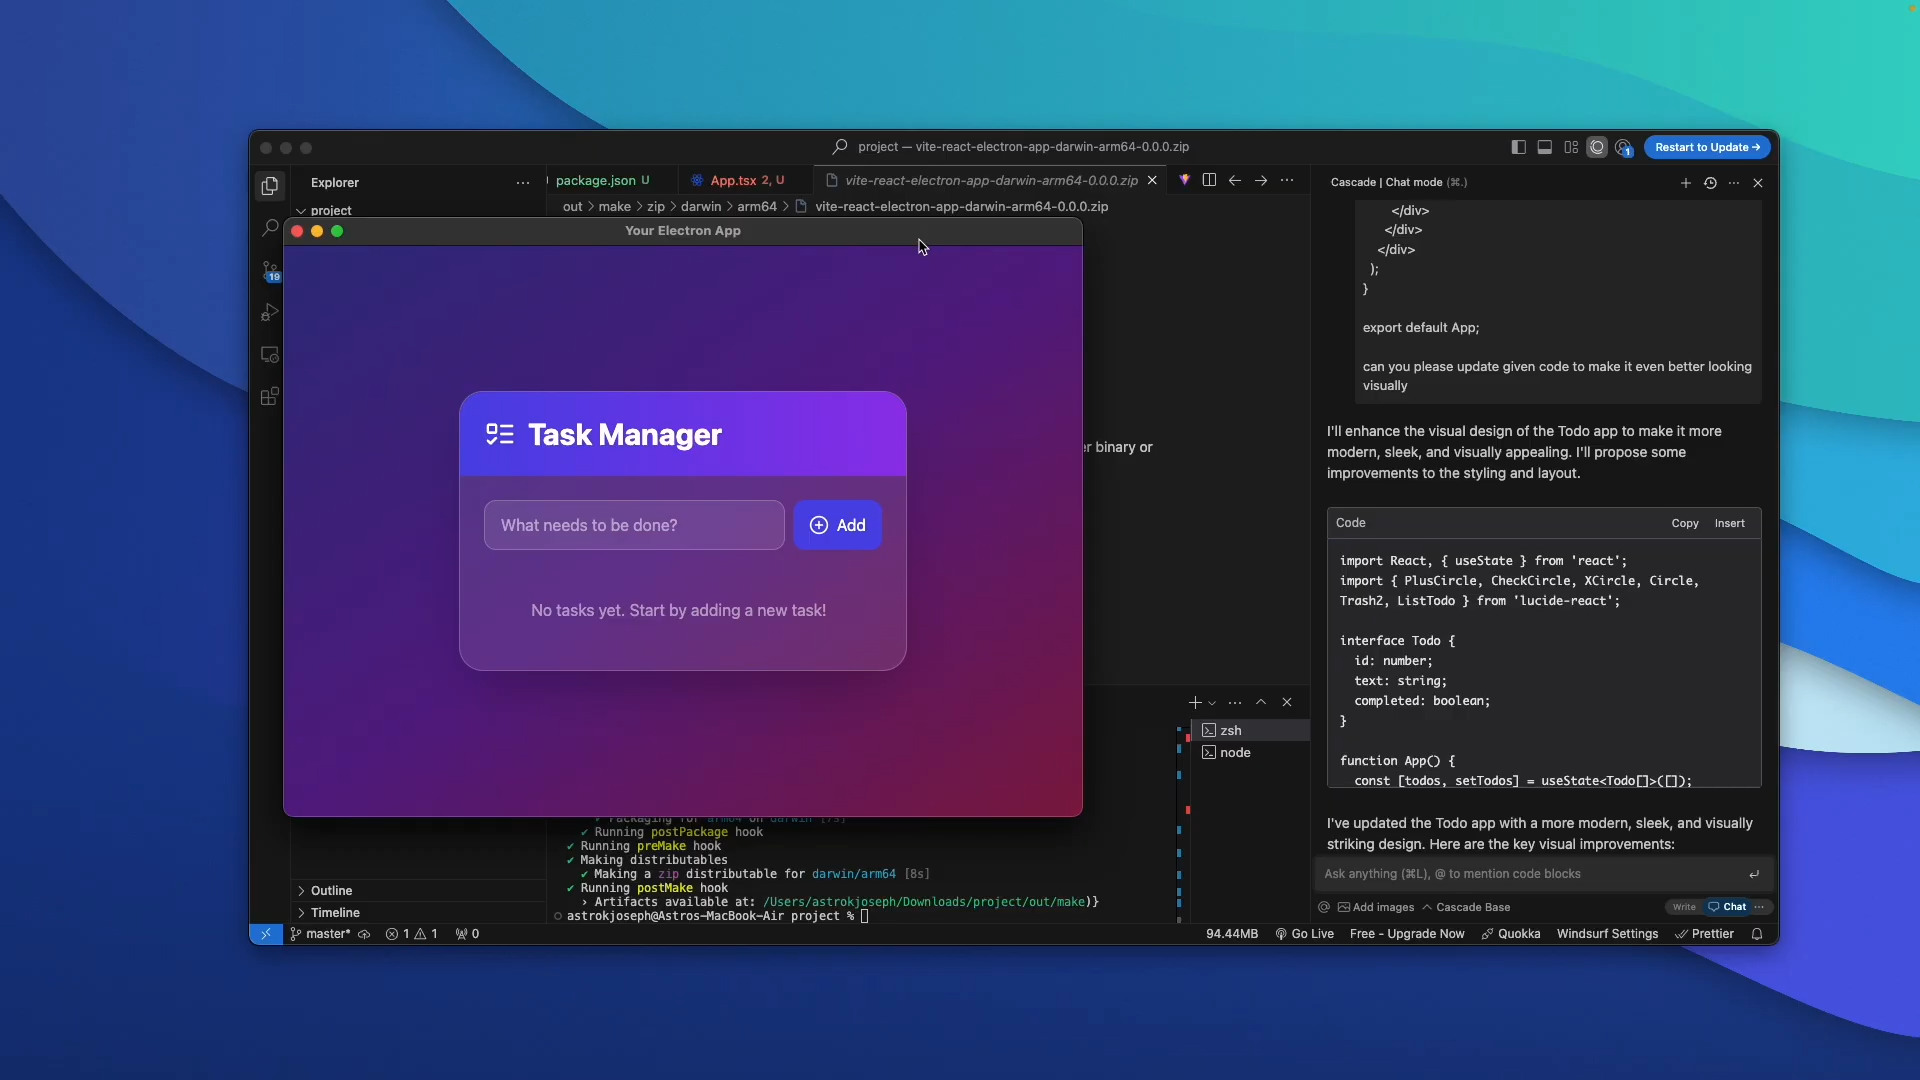 project — vite-react-electron-app-darwin-arm64-0.0.0.zip
1
Restart to Update →
Explorer
package.json U
App.tsx 2, U
vite-react-electron-app-darwin-arm64-0.0.0.zip
Cascade | Chat mode (⌘.)
project
out > make > zip > darwin > arm64 > vite-react-electron-app-darwin-arm64-0.0.0.zip
19
Your Electron App
Task Manager
What needs to be done?
Add
No tasks yet. Start by adding a new task!
binary or
</div>
</div>
</div>
);
}
export default App;
can you please update given code to make it even better looking
visually
I'll enhance the visual design of the Todo app to make it more
modern, sleek, and visually appealing. I'll propose some
improvements to the styling and layout.
Code
Copy Insert
import React, { useState } from 'react';
import { PlusCircle, CheckCircle, XCircle, Circle,
Trash2, ListTodo } from 'lucide-react';
interface Todo {
id: number;
text: string;
completed: boolean;
}
function App() {
const [todos, setTodos] = useState<Todo[]>([]);
I've updated the Todo app with a more modern, sleek, and visually
striking design. Here are the key visual improvements:
Ask anything (⌘L), @ to mention code blocks
Add images
Cascade Base
Write
Chat
zsh
node
✔ Running postPackage hook
✔ Running preMake hook
✔ Making distributables
✔ Making a zip distributable for darwin/arm64 [8s]
✔ Running postMake hook
› Artifacts available at: /Users/astrokjoseph/Downloads/project/out/make)}
astrokjoseph@Astros-MacBook-Air project %
Outline
Timeline
master*
1
1
0
94.44MB
Go Live
Free - Upgrade Now
Quokka
Windsurf Settings
Prettier